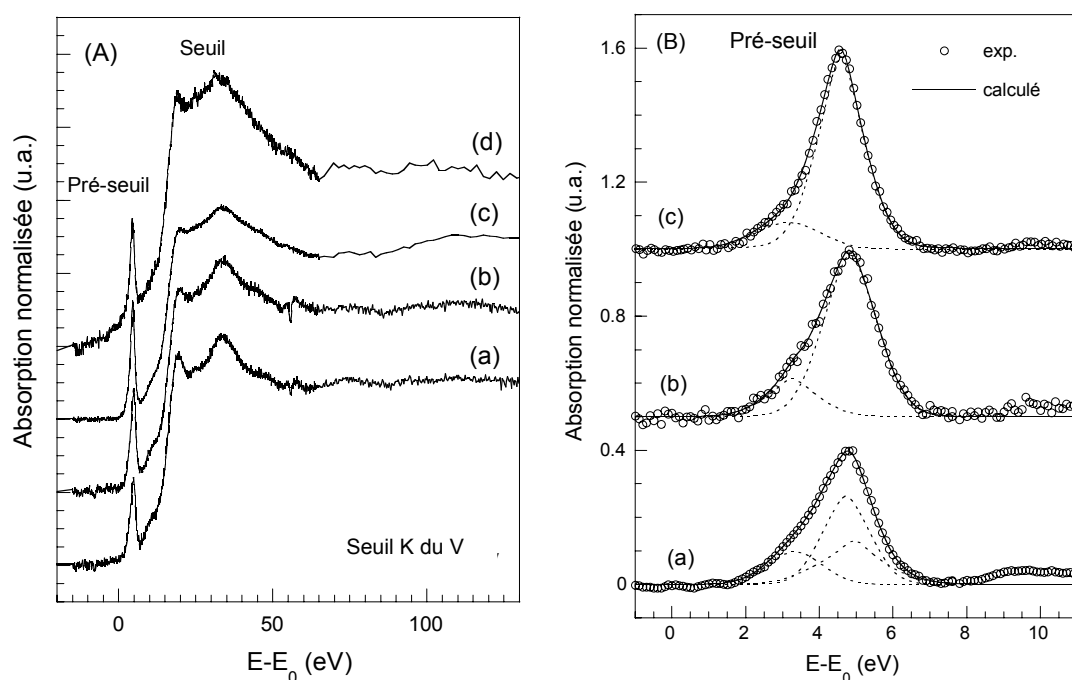 (A)
Seuil
Pré-seuil
(d)
(c)
(b)
(a)
Seuil K du V
Absorption normalisée (u.a.)
0
50
100
E-E0 (eV)
(B)
Pré-seuil
exp.
calculé
1.6
1.2
0.8
0.4
0
(c)
(b)
(a)
Absorption normalisée (u.a.)
0
2
4
6
8
10
E-E0 (eV)